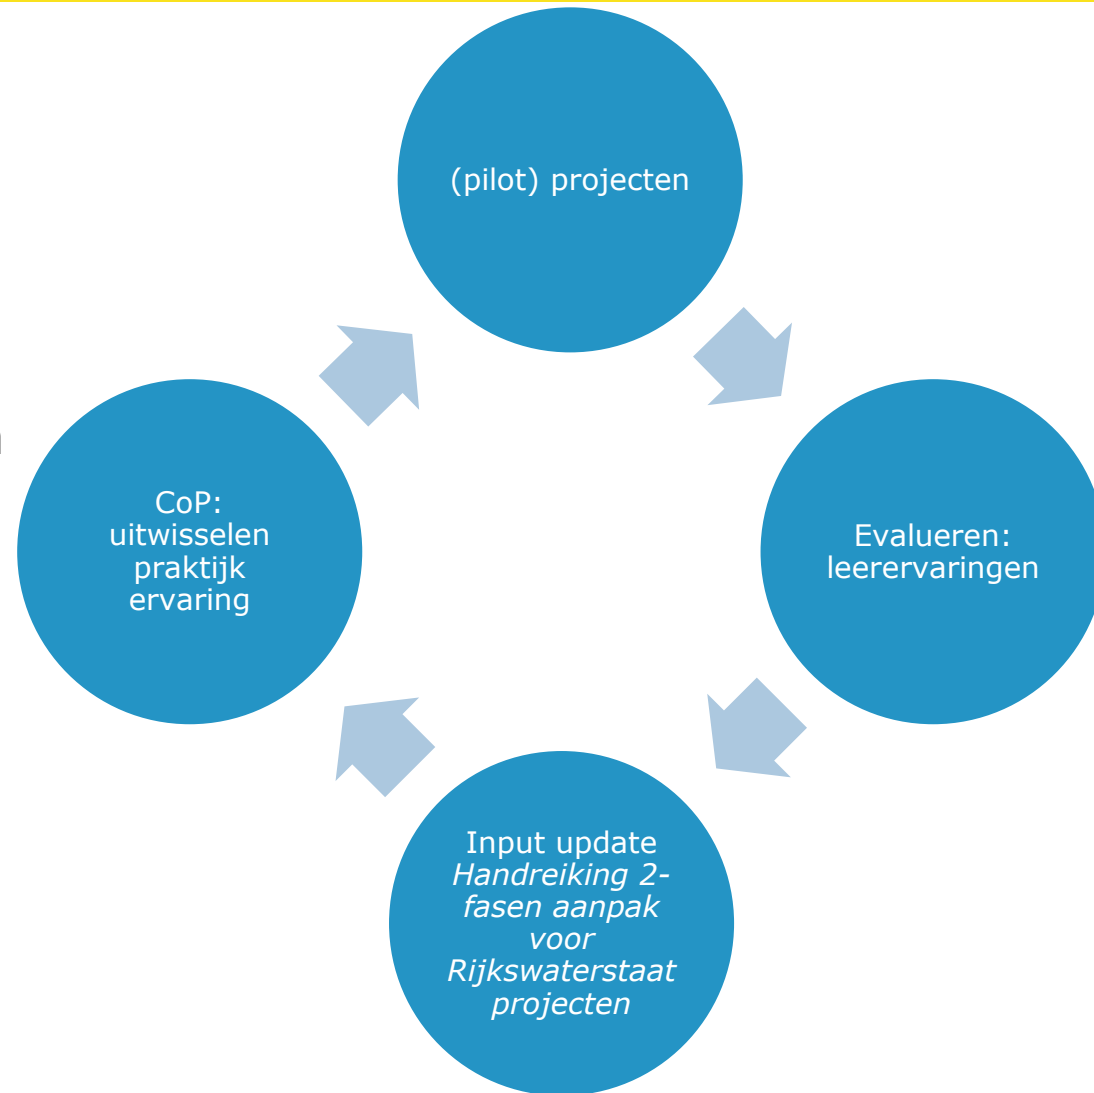 (pilot) projecten
CoP:
uitwisselen
praktijk
ervaring
Evalueren:
leerervaringen
Input update
Handreiking 2-
fasen aanpak
voor
Rijkswaterstaat
projecten